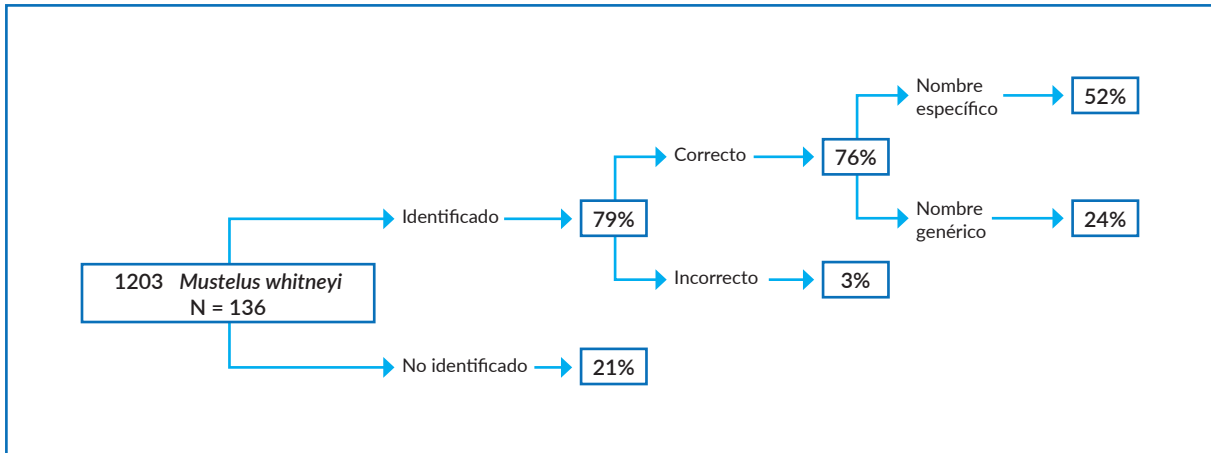 1203 Mustelus whitneyi
N = 136
Identificado
79%
Correcto
76%
Nombre
específico
52%
Nombre
genérico
24%
Incorrecto
3%
No identificado
21%